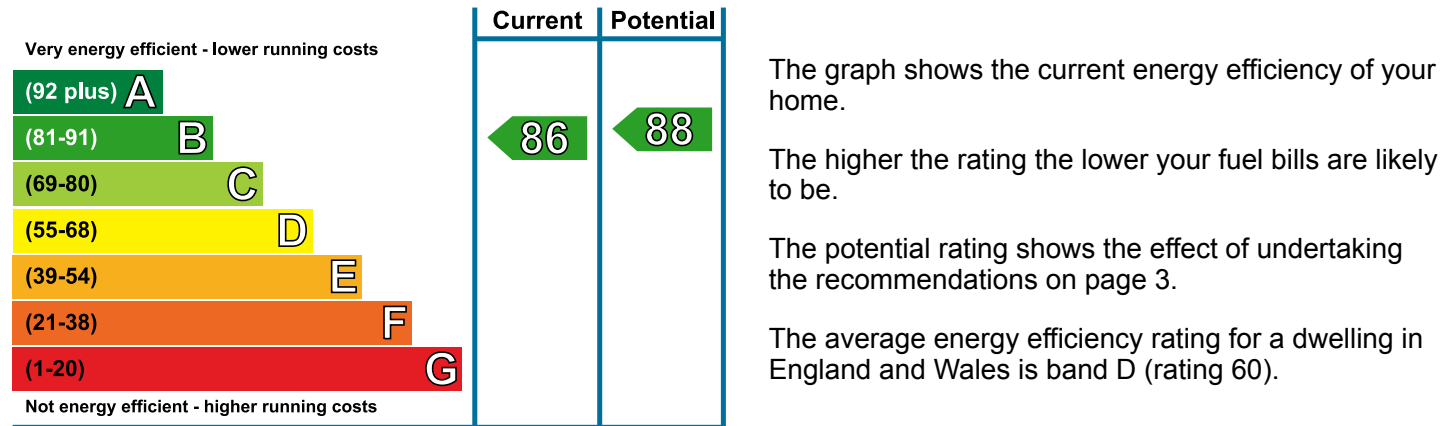 Current Potential
Very energy efficient - lower running costs
(92 plus) A
(81-91) B
86
88
(69-80) C
(55-68) D
(39-54) E
(21-38) F
(1-20) G
Not energy efficient - higher running costs
The graph shows the current energy efficiency of your
home.
The higher the rating the lower your fuel bills are likely
to be.
The potential rating shows the effect of undertaking
the recommendations on page 3.
The average energy efficiency rating for a dwelling in
England and Wales is band D (rating 60).